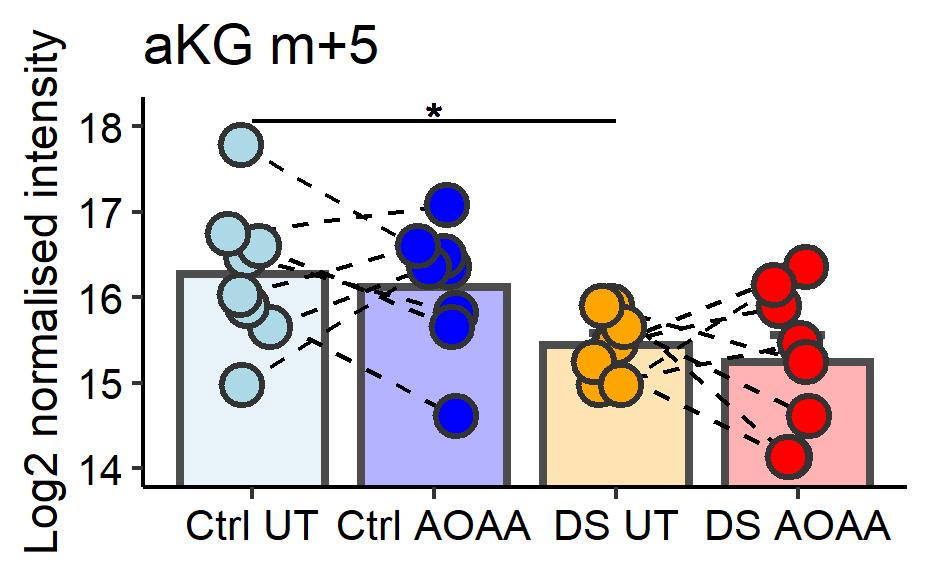 aKG m+5
Log2 normalised intensity
*
18
17
16
15
14
Ctrl UT
Ctrl AOAA
DS UT
DS AOAA